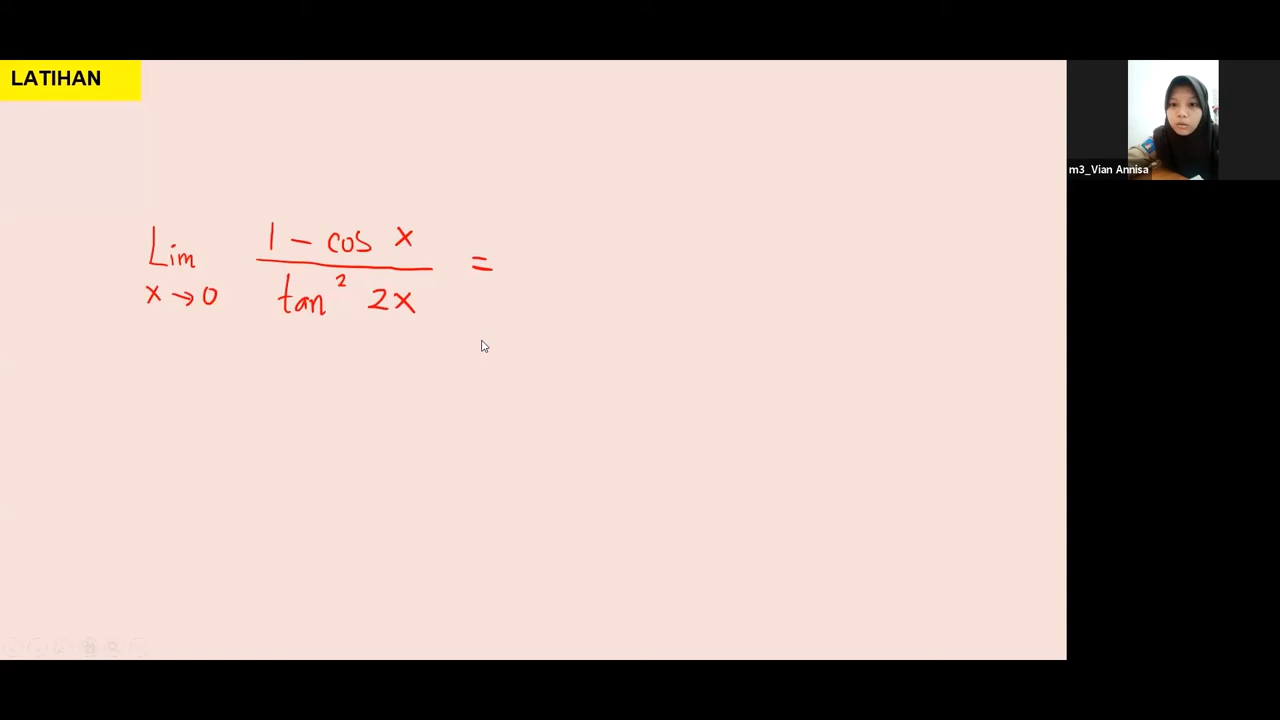 LATIHAN
m3_Vian Annisa
Lim 1 - cos x =
x→0 tan² 2x